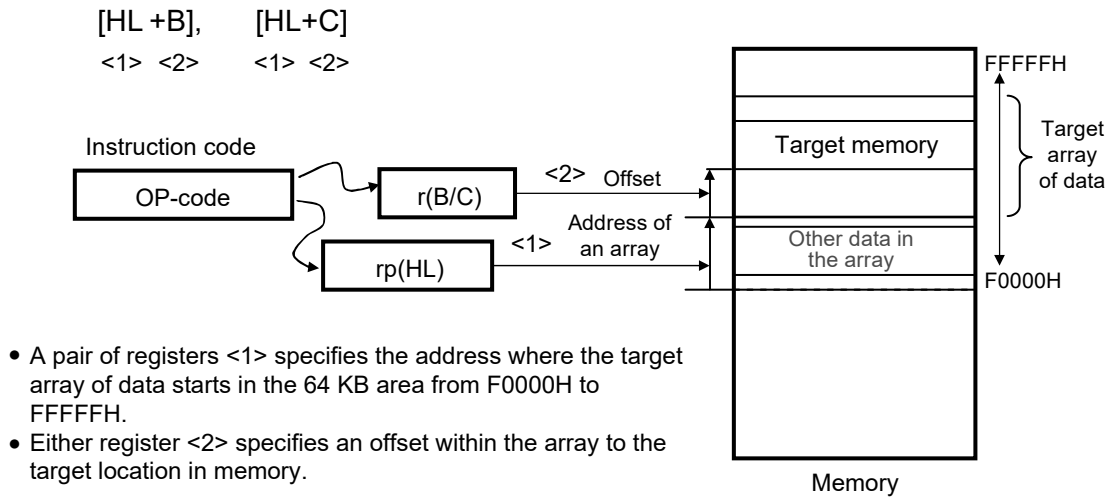 [HL +B], [HL+C]
<1> <2> <1> <2>
Instruction code
OP-code
r(B/C)
<2> Offset
rp(HL)
<1> Address of
an array
FFFFFH
Target memory
Target
array
of data
Other data in
the array
F0000H
Memory
• A pair of registers <1> specifies the address where the target
array of data starts in the 64 KB area from F0000H to
FFFFFH.
• Either register <2> specifies an offset within the array to the
target location in memory.